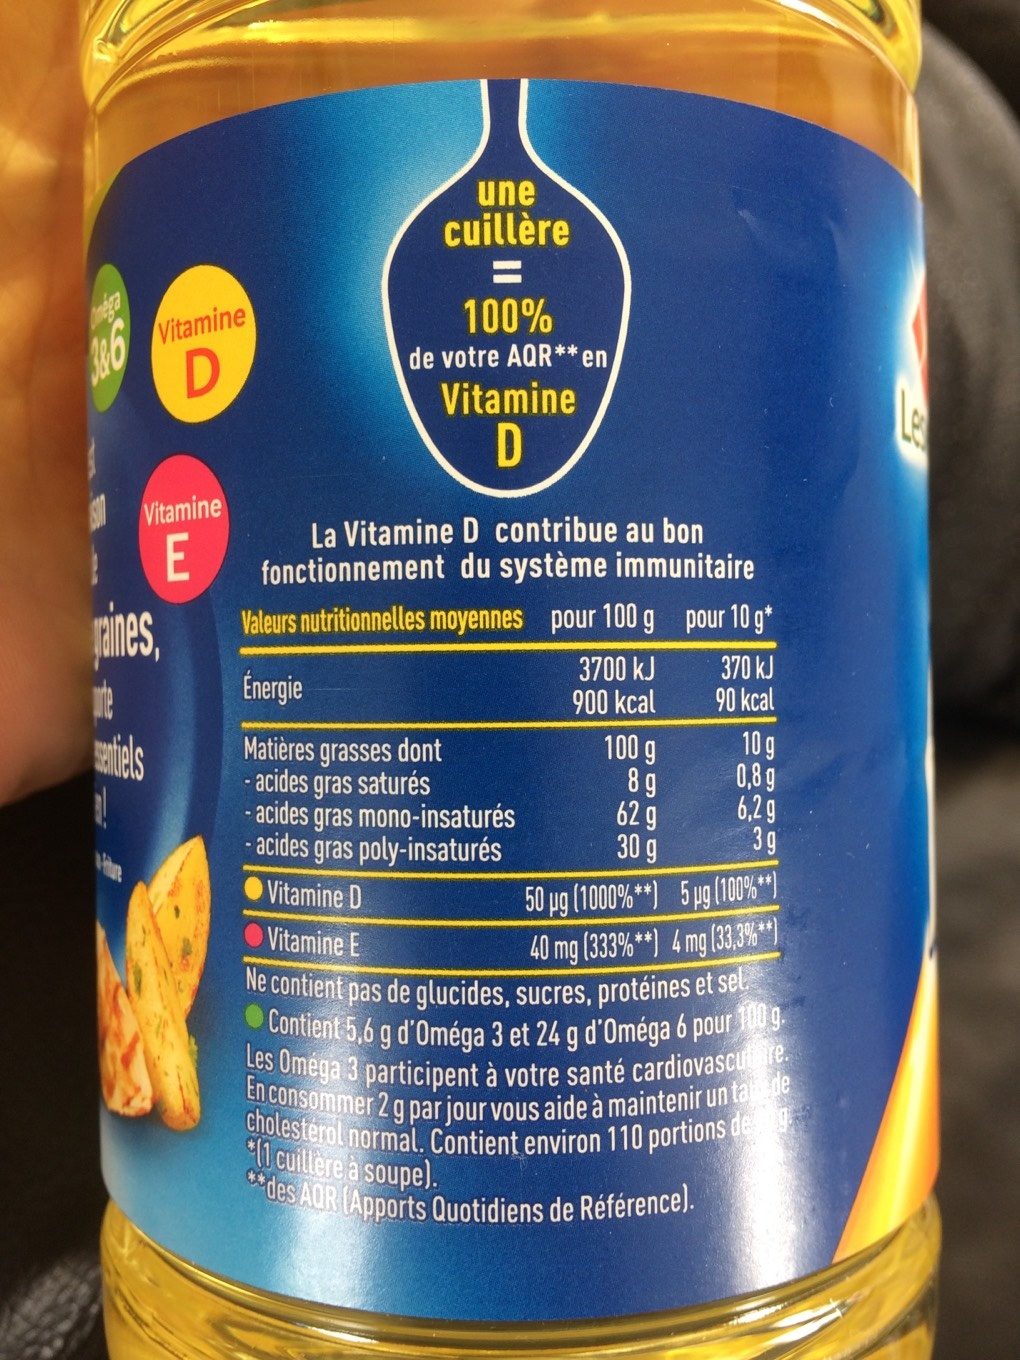 une
cuillère
=
100%
de votre AQR** en
Vitamine
D
Oméga
3&6
Vitamine
D
Vitamine
E
graines,
La Vitamine D contribue au bon
fonctionnement du système immunitaire
Valeurs nutritionnelles moyennes pour 100 g pour 10 g*
Énergie 3700 kJ 370 kJ
900 kcal 90 kcal
Matières grasses dont 100 g 10 g
- acides gras saturés 8 g 0,8 g
- acides gras mono-insaturés 62 g 6,2 g
- acides gras poly-insaturés 30 g 3 g
Vitamine D 50 µg (1000%**) 5 µg (100%**)
Vitamine E 40 mg (333%**) 4 mg (33,3%**)
Ne contient pas de glucides, sucres, protéines et sel.
Contient 5,6 g d'Oméga 3 et 24 g d'Oméga 6 pour 100 g.
Les Oméga 3 participent à votre santé cardiovasculaire.
En consommer 2 g par jour vous aide à maintenir un taux de
cholestérol normal. Contient environ 110 portions de
*(1 cuillère à soupe).
**des AQR (Apports Quotidiens de Référence).